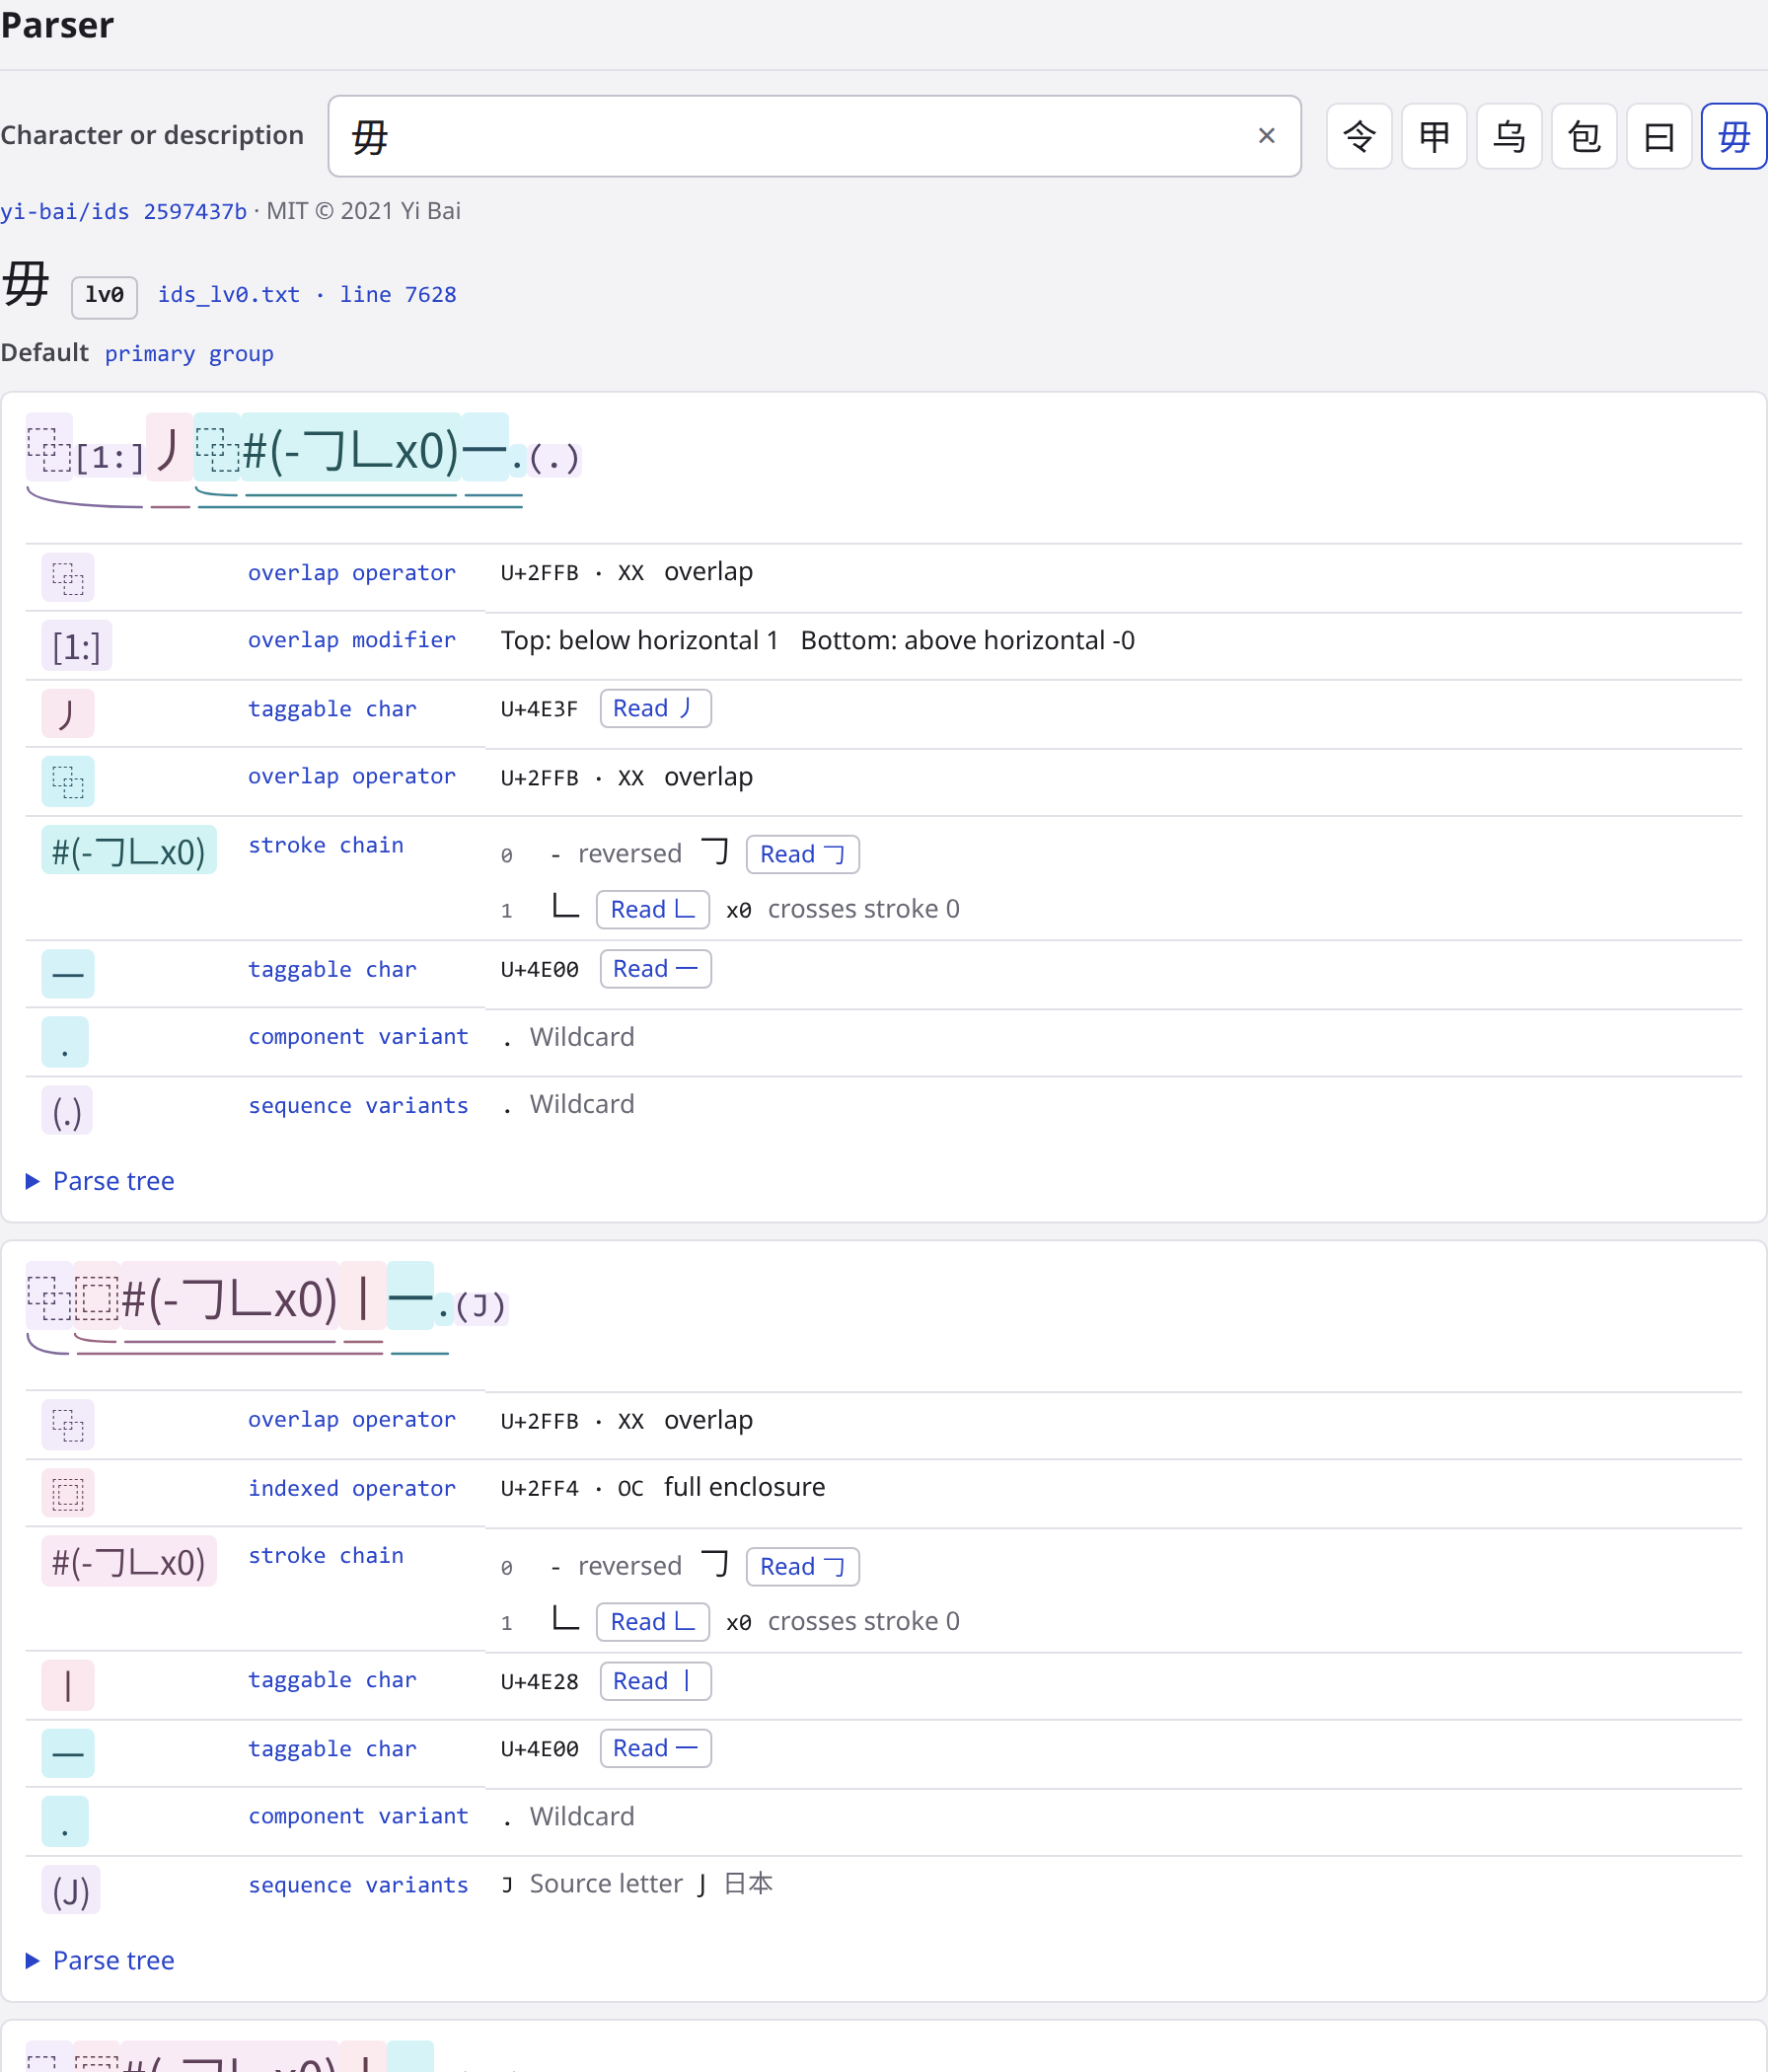 Parser
Character or description 毋 × 令 甲 乌 包 曰 毋
yi-bai/ids 2597437b · MIT © 2021 Yi Bai
毋 lv0 ids_lv0.txt · line 7628
Default primary group
⿻[1:]丿⿻#(-㇆㇗x0)一.(.)
⿻ overlap operator U+2FFB · XX overlap
[1:] overlap modifier Top: below horizontal 1 Bottom: above horizontal -0
丿 taggable char U+4E3F Read 丿
⿻ overlap operator U+2FFB · XX overlap
#(-㇆㇗x0) stroke chain 0 - reversed ㇆ Read ㇆
1 ㇗ Read ㇗ x0 crosses stroke 0
一 taggable char U+4E00 Read 一
. component variant . Wildcard
(.) sequence variants . Wildcard
▶ Parse tree
⿻⿴#(-㇆㇗x0)丨一.(J)
⿻ overlap operator U+2FFB · XX overlap
⿴ indexed operator U+2FF4 · OC full enclosure
#(-㇆㇗x0) stroke chain 0 - reversed ㇆ Read ㇆
1 ㇗ Read ㇗ x0 crosses stroke 0
丨 taggable char U+4E28 Read 丨
一 taggable char U+4E00 Read 一
. component variant . Wildcard
(J) sequence variants J Source letter J 日本
▶ Parse tree